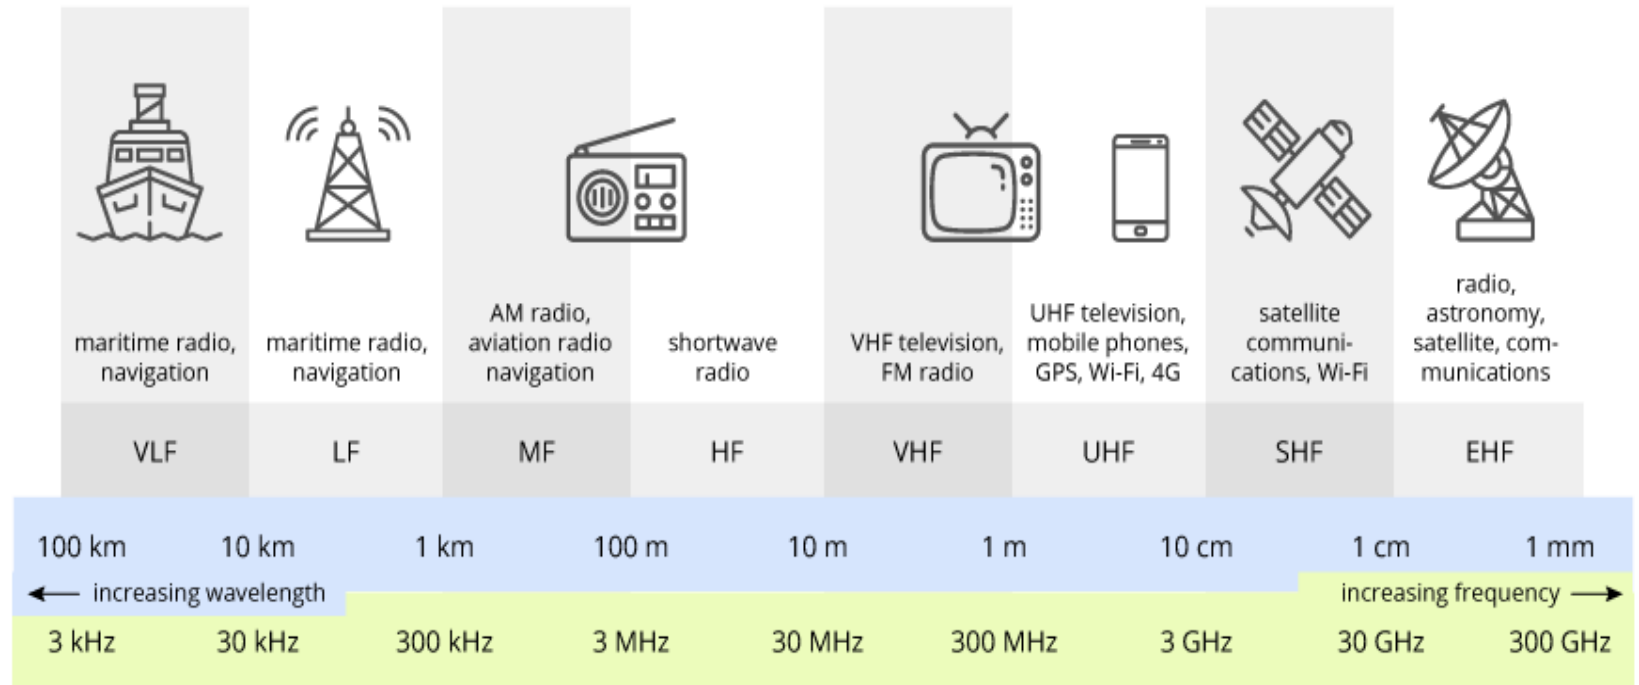 maritime radio,
navigation
maritime radio,
navigation
AM radio,
aviation radio
navigation
shortwave
radio
VHF television,
FM radio
UHF television,
mobile phones,
GPS, Wi-Fi, 4G
satellite
communi-
cations, Wi-Fi
radio,
astronomy,
satellite, com-
munications
VLF LF MF HF VHF UHF SHF EHF
100 km 10 km 1 km 100 m 10 m 1 m 10 cm 1 cm 1 mm
increasing wavelength increasing frequency
3 kHz 30 kHz 300 kHz 3 MHz 30 MHz 300 MHz 3 GHz 30 GHz 300 GHz